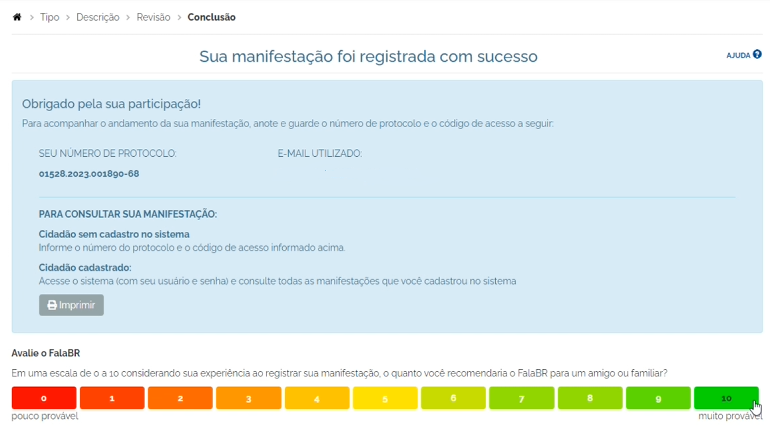 Tipo > Descrição > Revisão > Conclusão
Sua manifestação foi registrada com sucesso
AJUDA
Obrigado pela sua participação!
Para acompanhar o andamento da sua manifestação, anote e guarde o número de protocolo e o código de acesso a seguir:
SEU NÚMERO DE PROTOCOLO: E-MAIL UTILIZADO:
01528.2023.001890-68
PARA CONSULTAR SUA MANIFESTAÇÃO:
Cidadão sem cadastro no sistema
Informe o número do protocolo e o código de acesso informado acima.
Cidadão cadastrado:
Acesse o sistema (com seu usuário e senha) e consulte todas as manifestações que você cadastrou no sistema
Imprimir
Avalie o FalaBR
Em uma escala de 0 a 10 considerando sua experiência ao registrar sua manifestação, o quanto você recomendaria o FalaBR para um amigo ou familiar?
0 1 2 3 4 5 6 7 8 9 10
pouco provável muito provável